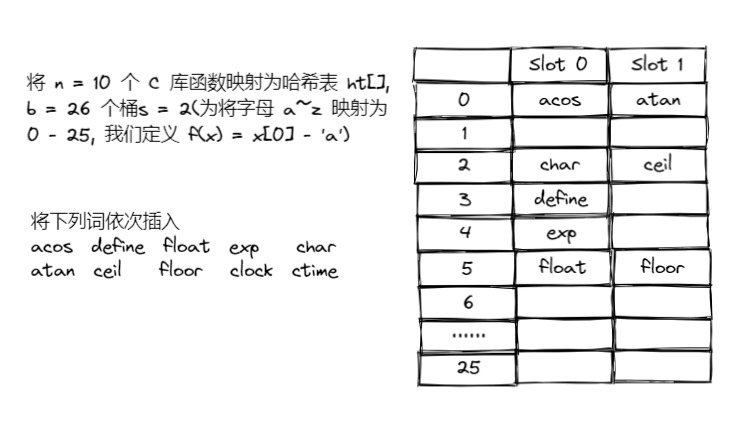 将 n = 10 个 C 库函数映射为哈希表 ht[],
b = 26 个桶s = 2(为将字母 a~z 映射为
0 - 25, 我们定义 f(x) = x[0] - 'a')
将下列词依次插入
acos define float exp char
atan ceil floor clock ctime
Slot 0 Slot 1
0 acos atan
1
2 char ceil
3 define
4 exp
5 float floor
6
......
25